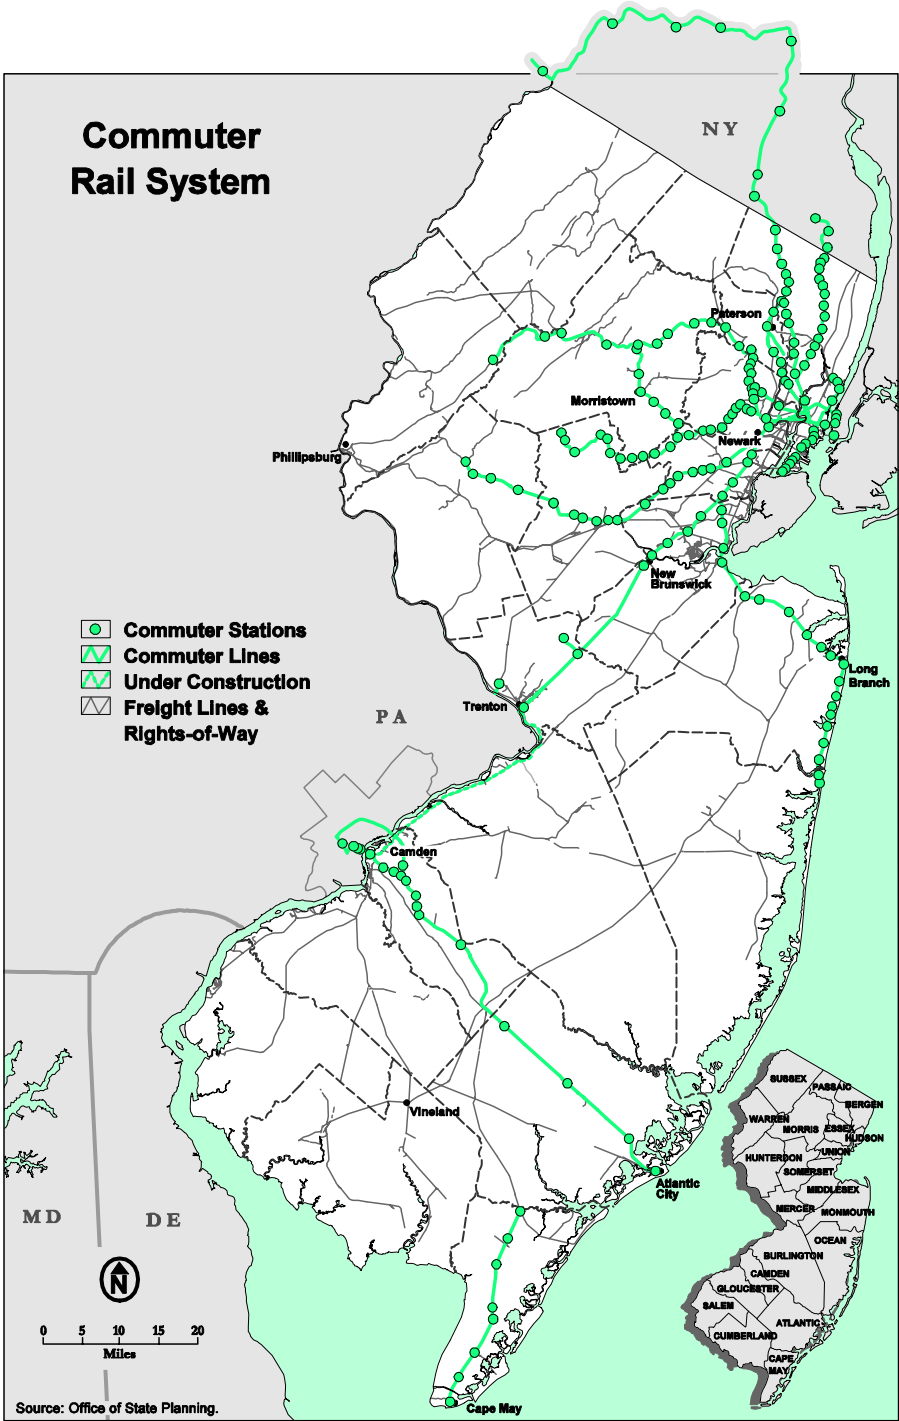 Commuter
Rail System
NY
Paterson
Morristown
Newark
Phillipsburg
New
Brunswick
Commuter Stations
Commuter Lines
Under Construction
Freight Lines &
Rights-of-Way
Long
Branch
Trenton
PA
Camden
Vineland
Atlantic
City
MD
DE
N
0 5 10 15 20
Miles
Cape May
Source: Office of State Planning.
SUSSEX
PASSAIC
BERGEN
WARREN
MORRIS
ESSEX
HUDSON
UNION
HUNTERDON
SOMERSET
MIDDLESEX
MERCER
MONMOUTH
OCEAN
BURLINGTON
CAMDEN
GLOUCESTER
SALEM
ATLANTIC
CUMBERLAND
CAPE
MAY